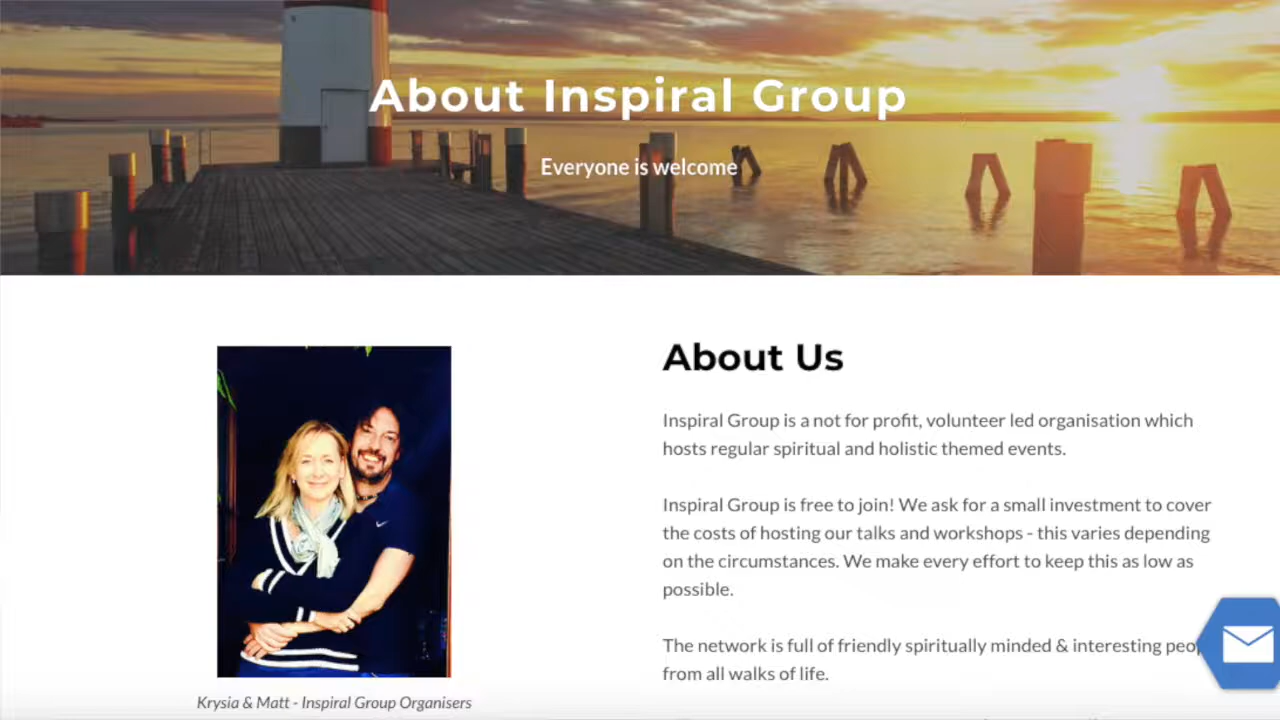 About Inspiral Group
Everyone is welcome
About Us
Inspiral Group is a not for profit, volunteer led organisation which
hosts regular spiritual and holistic themed events.
Inspiral Group is free to join! We ask for a small investment to cover
the costs of hosting our talks and workshops - this varies depending
on the circumstances. We make every effort to keep this as low as
possible.
The network is full of friendly spiritually minded & interesting
from all walks of life.
Krysia & Matt - Inspiral Group Organisers